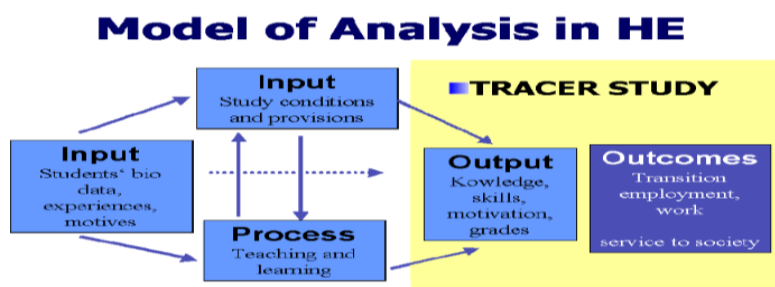 Model of Analysis in HE
Input
Study conditions
and provisions
TRACER STUDY
Input
Students' bio
data,
experiences,
motives
Output
Kowledge,
skills,
motivation,
grades
Outcomes
Transition
employment,
work
service to society
Process
Teaching and
learning